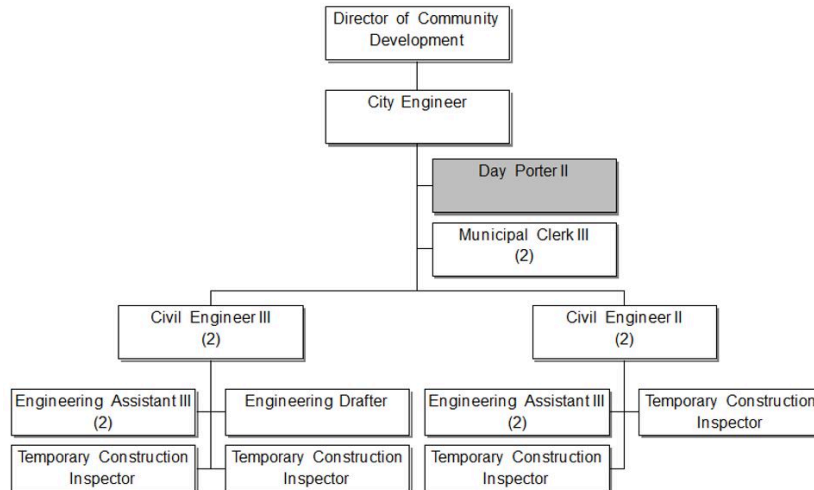 Director of Community
Development
City Engineer
Day Porter II
Municipal Clerk III
(2)
Civil Engineer III
(2)
Civil Engineer II
(2)
Engineering Assistant III
(2)
Engineering Drafter
Engineering Assistant III
(2)
Temporary Construction
Inspector
Temporary Construction
Inspector
Temporary Construction
Inspector
Temporary Construction
Inspector